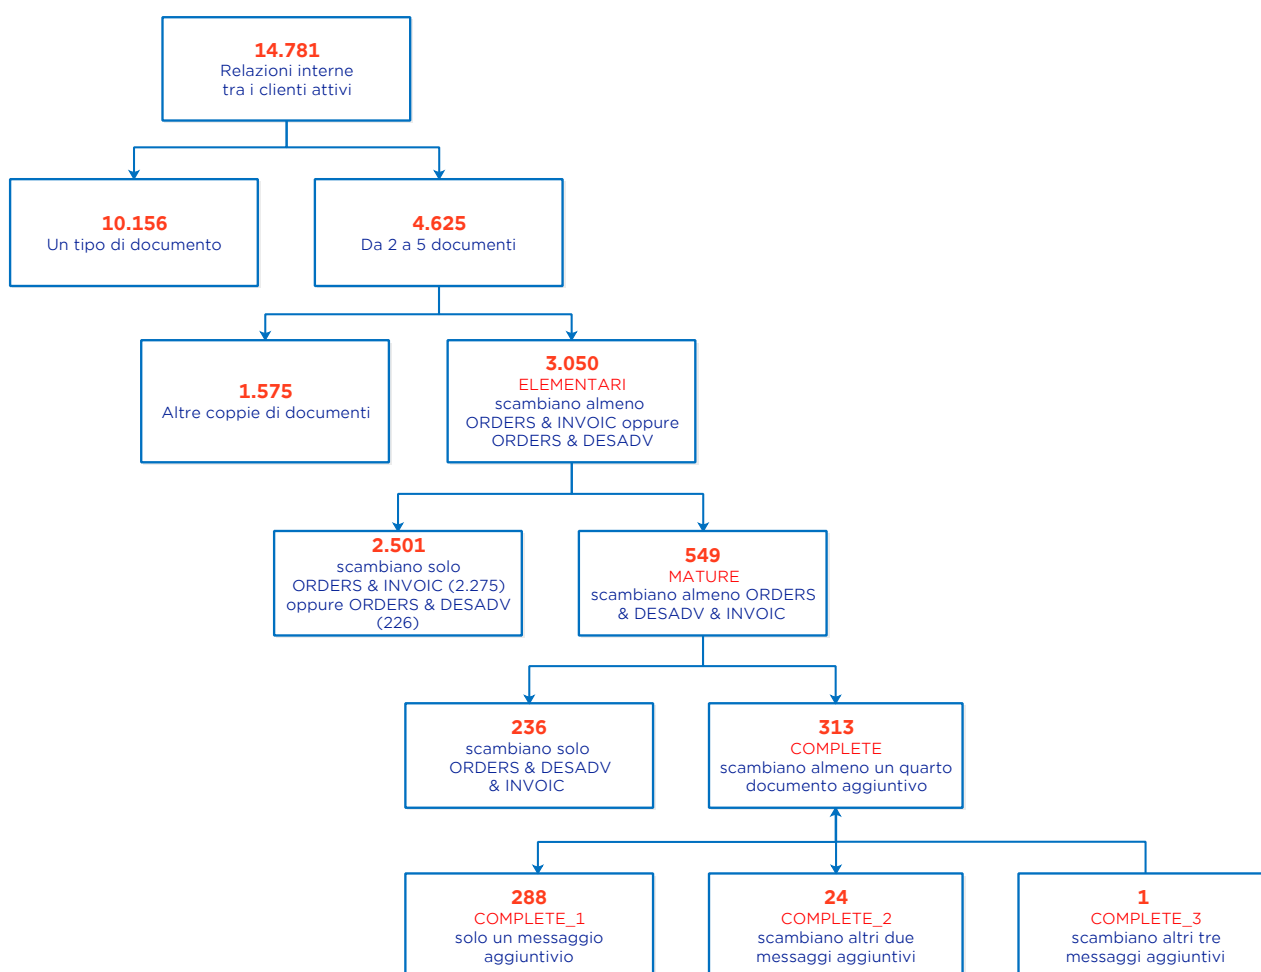 14.781
Relazioni interne
tra i clienti attivi
10.156
Un tipo di documento
4.625
Da 2 a 5 documenti
1.575
Altre coppie di documenti
3.050
ELEMENTARI
scambiano almeno
ORDERS & INVOIC oppure
ORDERS & DESADV
2.501
scambiano solo
ORDERS & INVOIC (2.275)
oppure ORDERS & DESADV
(226)
549
MATURE
scambiano almeno ORDERS
& DESADV & INVOIC
236
scambiano solo
ORDERS & DESADV
& INVOIC
313
COMPLETE
scambiano almeno un quarto
documento aggiuntivo
288
COMPLETE_1
solo un messaggio
aggiuntivio
24
COMPLETE_2
scambiano altri due
messaggi aggiuntivi
1
COMPLETE_3
scambiano altri tre
messaggi aggiuntivi